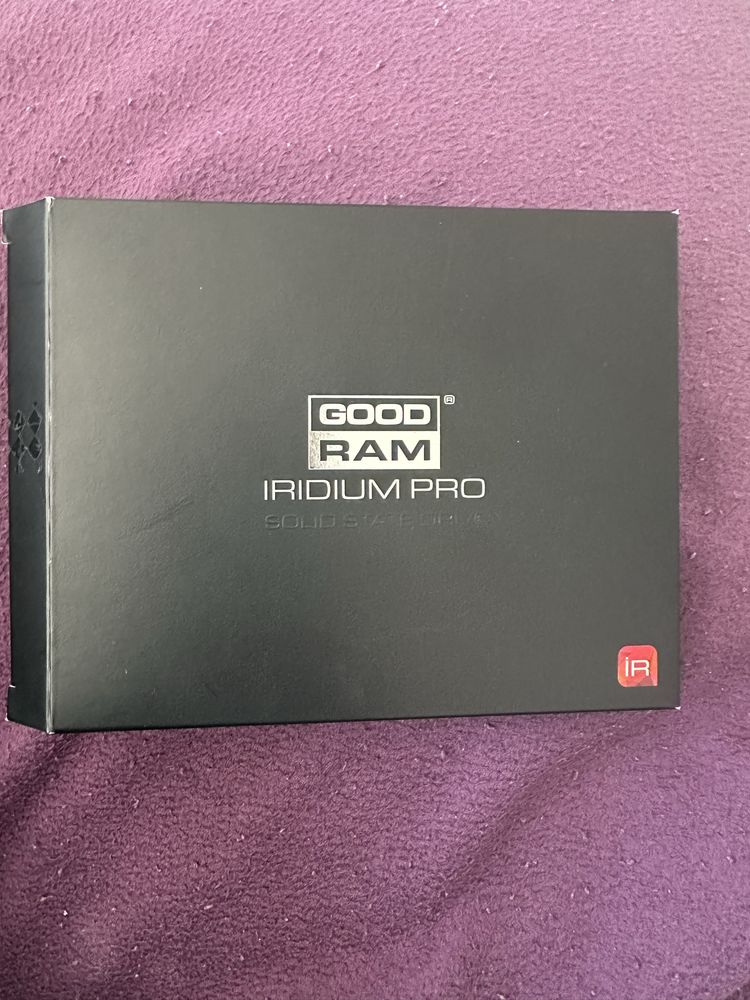 GOOD
RAM®
IRIDIUM PRO
SOLID STATE DRIVE
iR